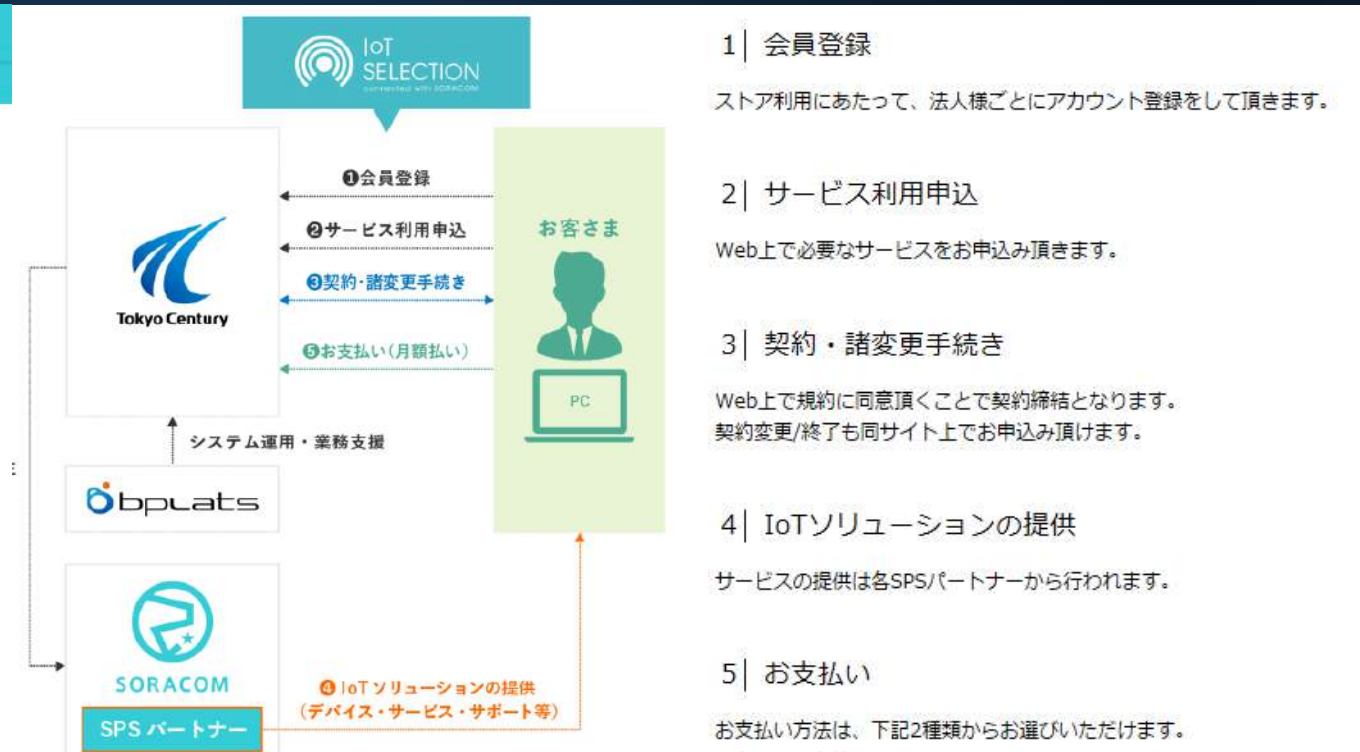 IoT
SELECTION
connected with SORACOM
❶会員登録
❷サービス利用申込
❸契約・諸変更手続き
❺お支払い(月額払い)
Tokyo Century
お客さま
PC
システム運用・業務支援
bplats
SORACOM
SPS パートナー
❹IoTソリューションの提供
(デバイス・サービス・サポート等)
1| 会員登録
ストア利用にあたって、法人様ごとにアカウント登録をして頂きます。
2| サービス利用申込
Web上で必要なサービスをお申込み頂きます。
3| 契約・諸変更手続き
Web上で規約に同意頂くことで契約締結となります。
契約変更/終了も同サイト上でお申込み頂けます。
4| IoTソリューションの提供
サービスの提供は各SPSパートナーから行われます。
5| お支払い
お支払い方法は、下記2種類からお選びいただけます。